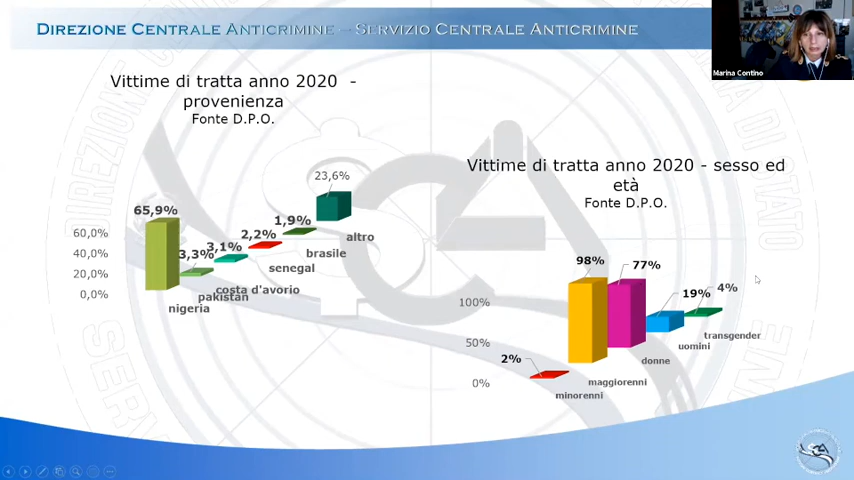 DIREZIONE CENTRALE ANTICRIMINE – SERVIZIO CENTRALE ANTICRIMINE
Marina Contino
Vittime di tratta anno 2020 -
provenienza
Fonte D.P.O.
65,9%
3,3%
3,1%
2,2%
1,9%
23,6%
60,0%
40,0%
20,0%
0,0%
nigeria
pakistan
costa d'avorio
senegal
brasile
altro
Vittime di tratta anno 2020 - sesso ed
età
Fonte D.P.O.
2%
98%
77%
19%
4%
100%
50%
0%
minorenni
maggiorenni
donne
uomini
transgender